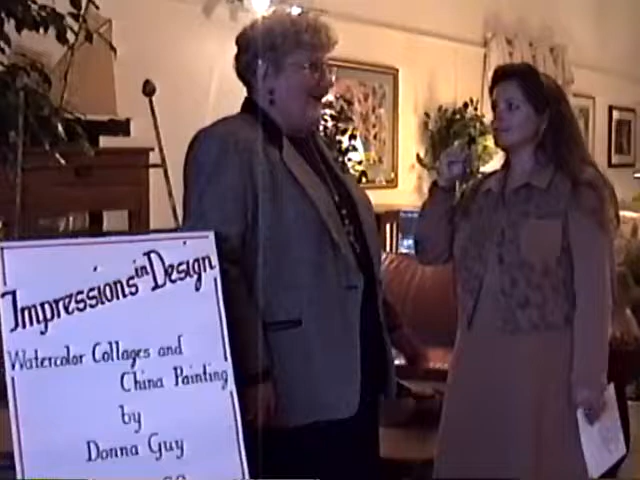 Impressions in Design
Watercolor Collages and
China Painting
by
Donna Guy